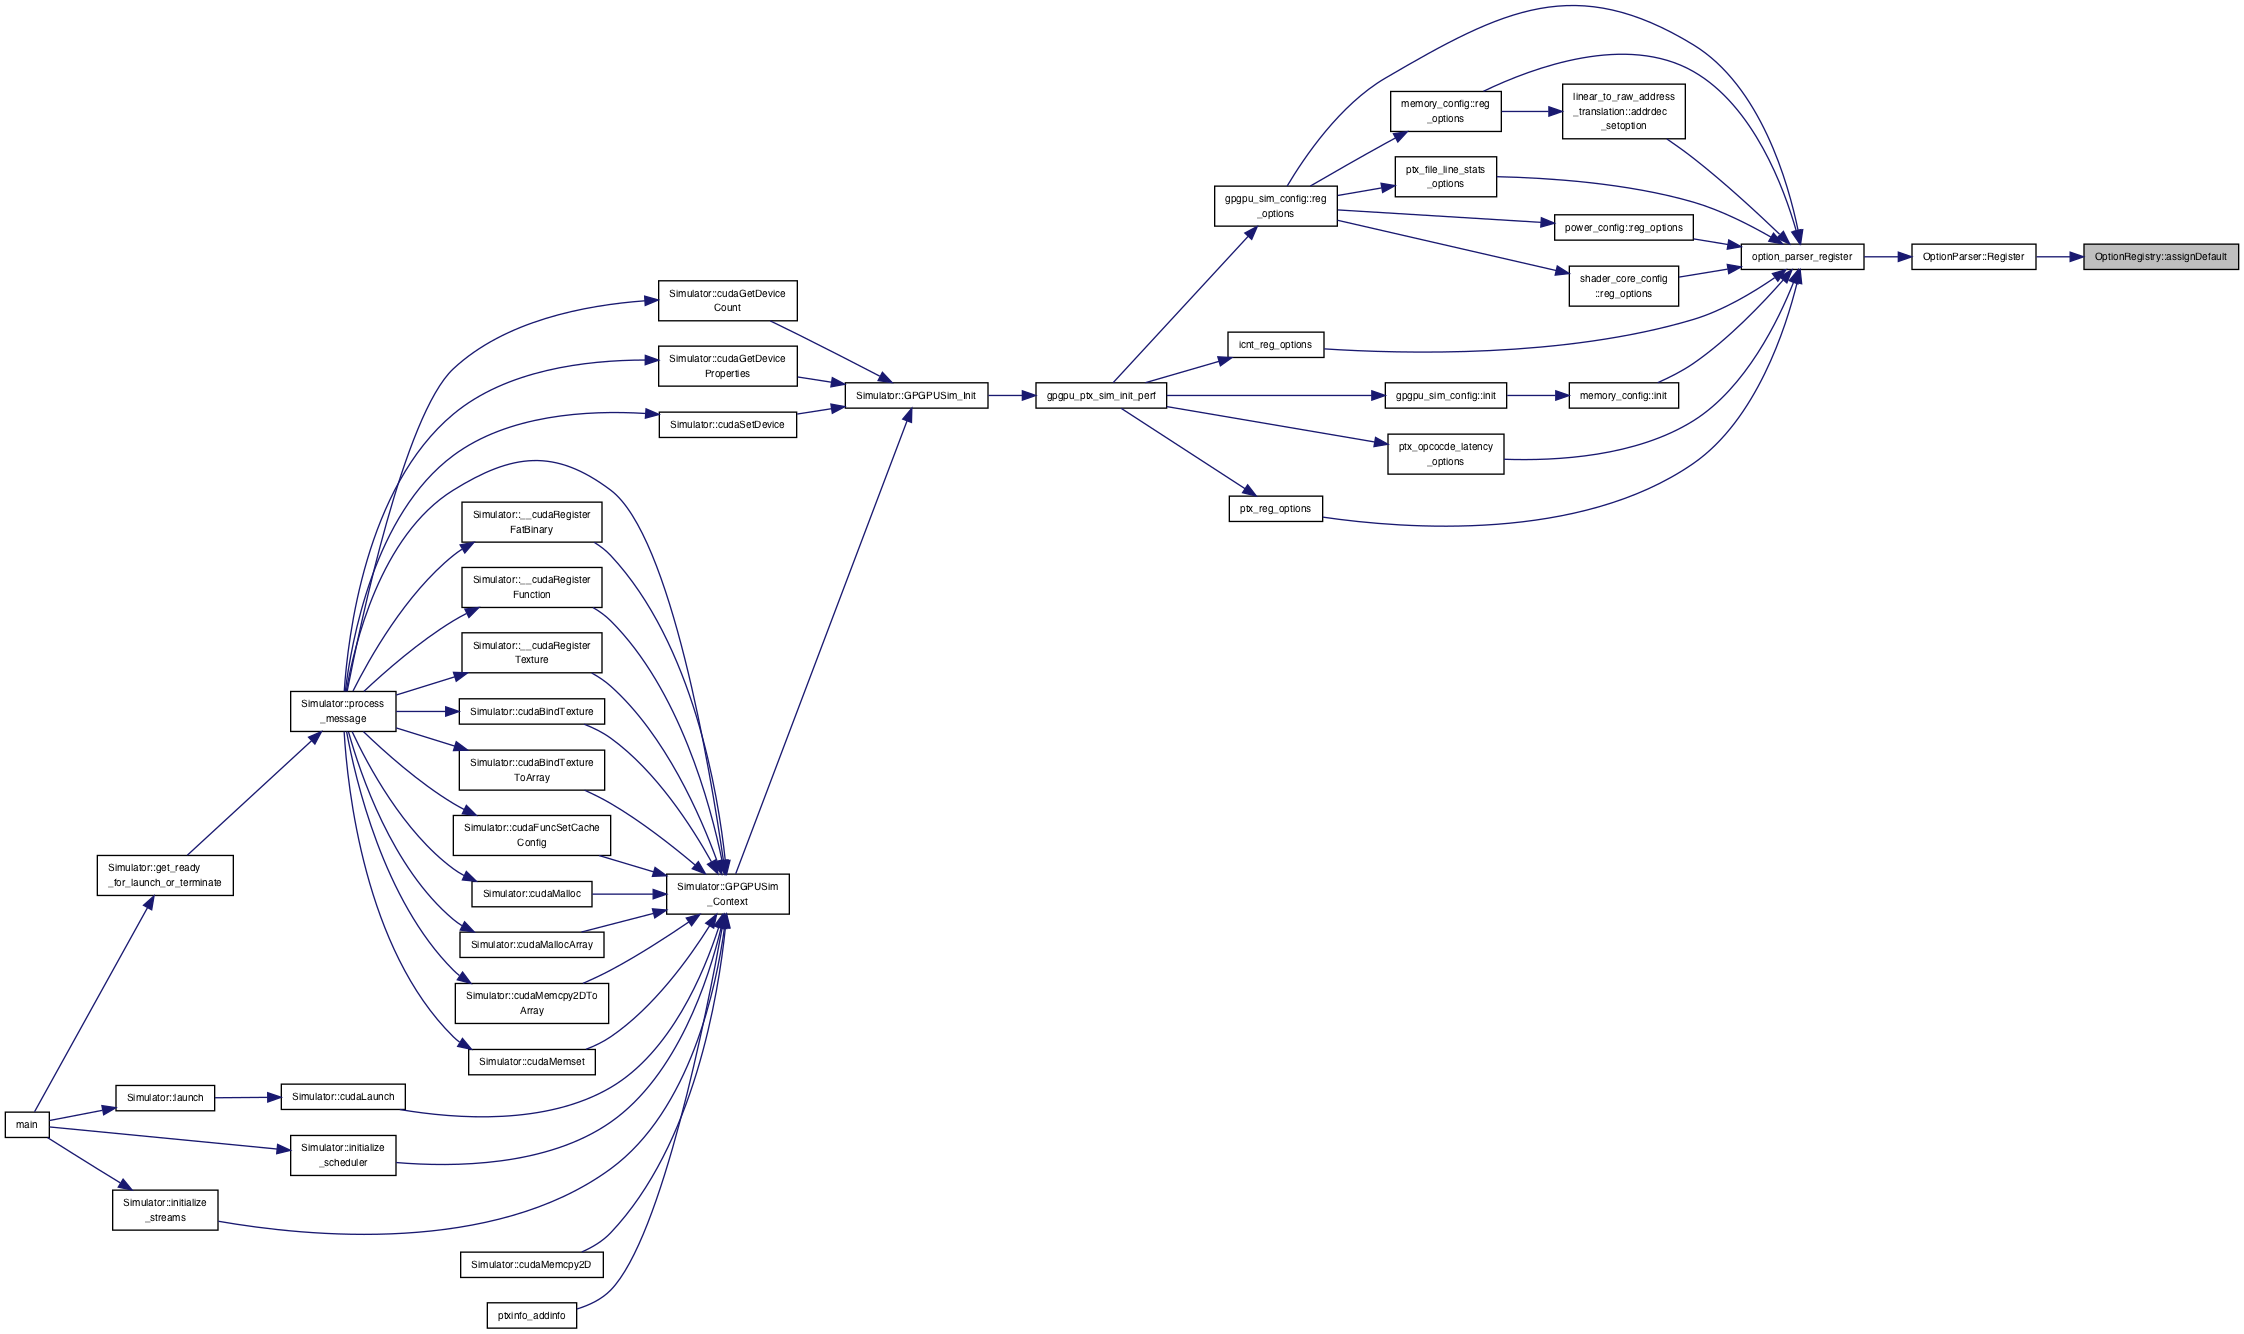 memory_config::reg
_options
linear_to_raw_address
_translation::addrdec
_setoption
ptx_file_line_stats
_options
gpgpu_sim_config::reg
_options
power_config::reg_options
option_parser_register
OptionParser::Register
OptionRegistry::assignDefault
shader_core_config
::reg_options
Simulator::cudaGetDevice
Count
icnt_reg_options
Simulator::cudaGetDevice
Properties
Simulator::GPGPUSim_Init
gpgpu_ptx_sim_init_perf
gpgpu_sim_config::init
memory_config::init
Simulator::cudaSetDevice
ptx_opcocde_latency
_options
ptx_reg_options
Simulator::__cudaRegister
FatBinary
Simulator::__cudaRegister
Function
Simulator::__cudaRegister
Texture
Simulator::process
_message
Simulator::cudaBindTexture
Simulator::cudaBindTexture
ToArray
Simulator::cudaFuncSetCache
Config
Simulator::get_ready
_for_launch_or_terminate
Simulator::cudaMalloc
Simulator::GPGPUSim
_Context
Simulator::cudaMallocArray
Simulator::cudaMemcpy2DTo
Array
Simulator::cudaMemset
Simulator::launch
Simulator::cudaLaunch
main
Simulator::initialize
_scheduler
Simulator::initialize
_streams
Simulator::cudaMemcpy2D
ptxinfo_addinfo